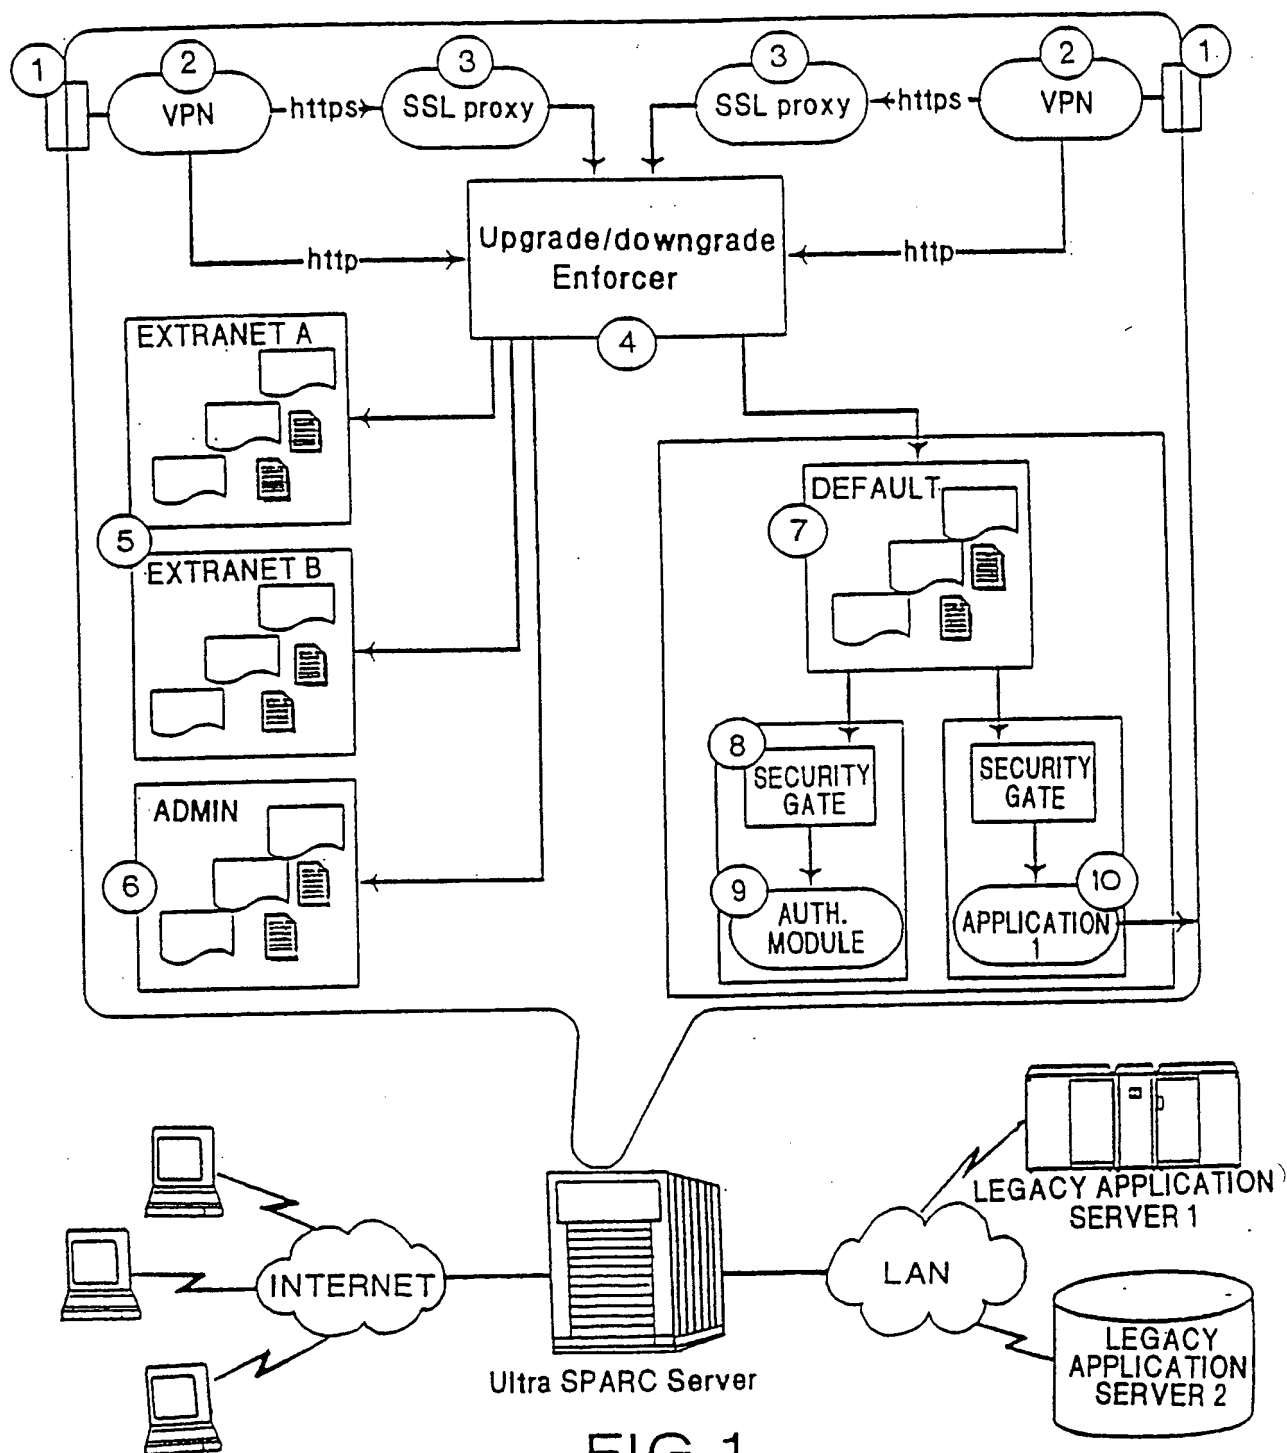 1
2
3
3
2
1
VPN
https
SSL proxy
SSL proxy
https
VPN
Upgrade/downgrade
Enforcer
http
http
4
EXTRANET A
5
EXTRANET B
ADMIN
6
DEFAULT
7
8
SECURITY
GATE
SECURITY
GATE
9
AUTH.
MODULE
10
APPLICATION
1
INTERNET
Ultra SPARC Server
LAN
LEGACY APPLICATION
SERVER 1
LEGACY
APPLICATION
SERVER 2
FIG. 1